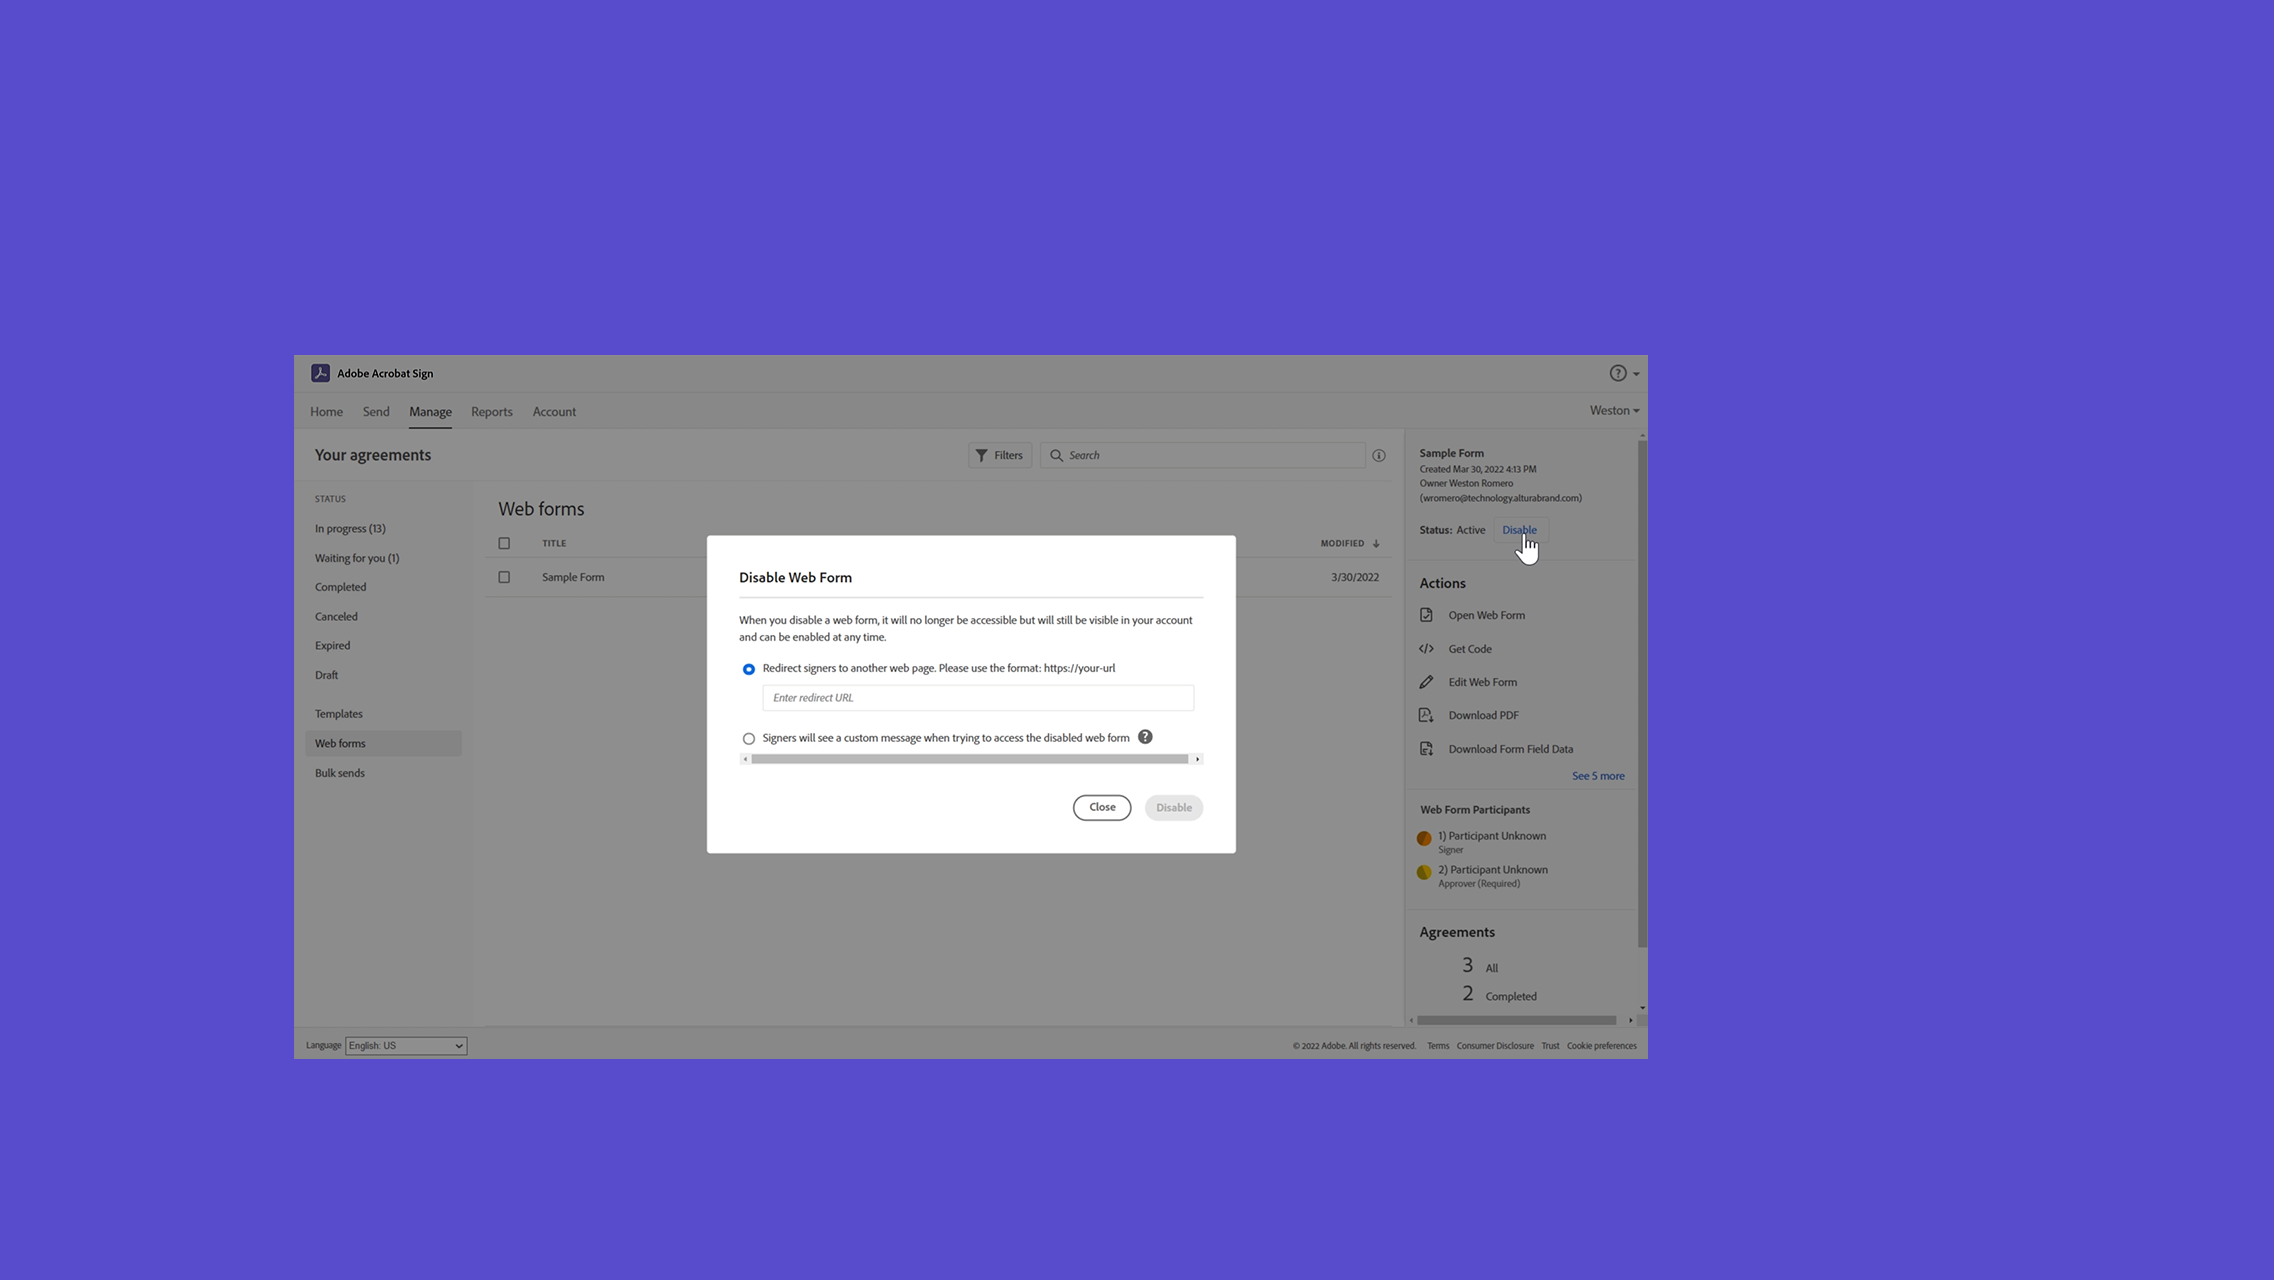 Adobe Acrobat Sign
?
Home Send Manage Reports Account
Weston
Your agreements
Filters
Search
STATUS
In progress (13)
Waiting for you (1)
Completed
Canceled
Expired
Draft
Templates
Web forms
Bulk sends
Web forms
TITLE
MODIFIED
Sample Form
3/30/2022
Disable Web Form
When you disable a web form, it will no longer be accessible but will still be visible in your account
and can be enabled at any time.
Redirect signers to another web page. Please use the format: https://your-url
Enter redirect URL
Signers will see a custom message when trying to access the disabled web form ?
Close
Disable
Sample Form
Created Mar 30, 2022 4:13 PM
Owner Weston Romero
(wromero@technology.alturabrand.com)
Status: Active Disable
Actions
Open Web Form
Get Code
Edit Web Form
Download PDF
Download Form Field Data
See 5 more
Web Form Participants
1) Participant Unknown
Signer
2) Participant Unknown
Approver (Required)
Agreements
3 All
2 Completed
Language English: US
© 2022 Adobe. All rights reserved. Terms Consumer Disclosure Trust Cookie preferences